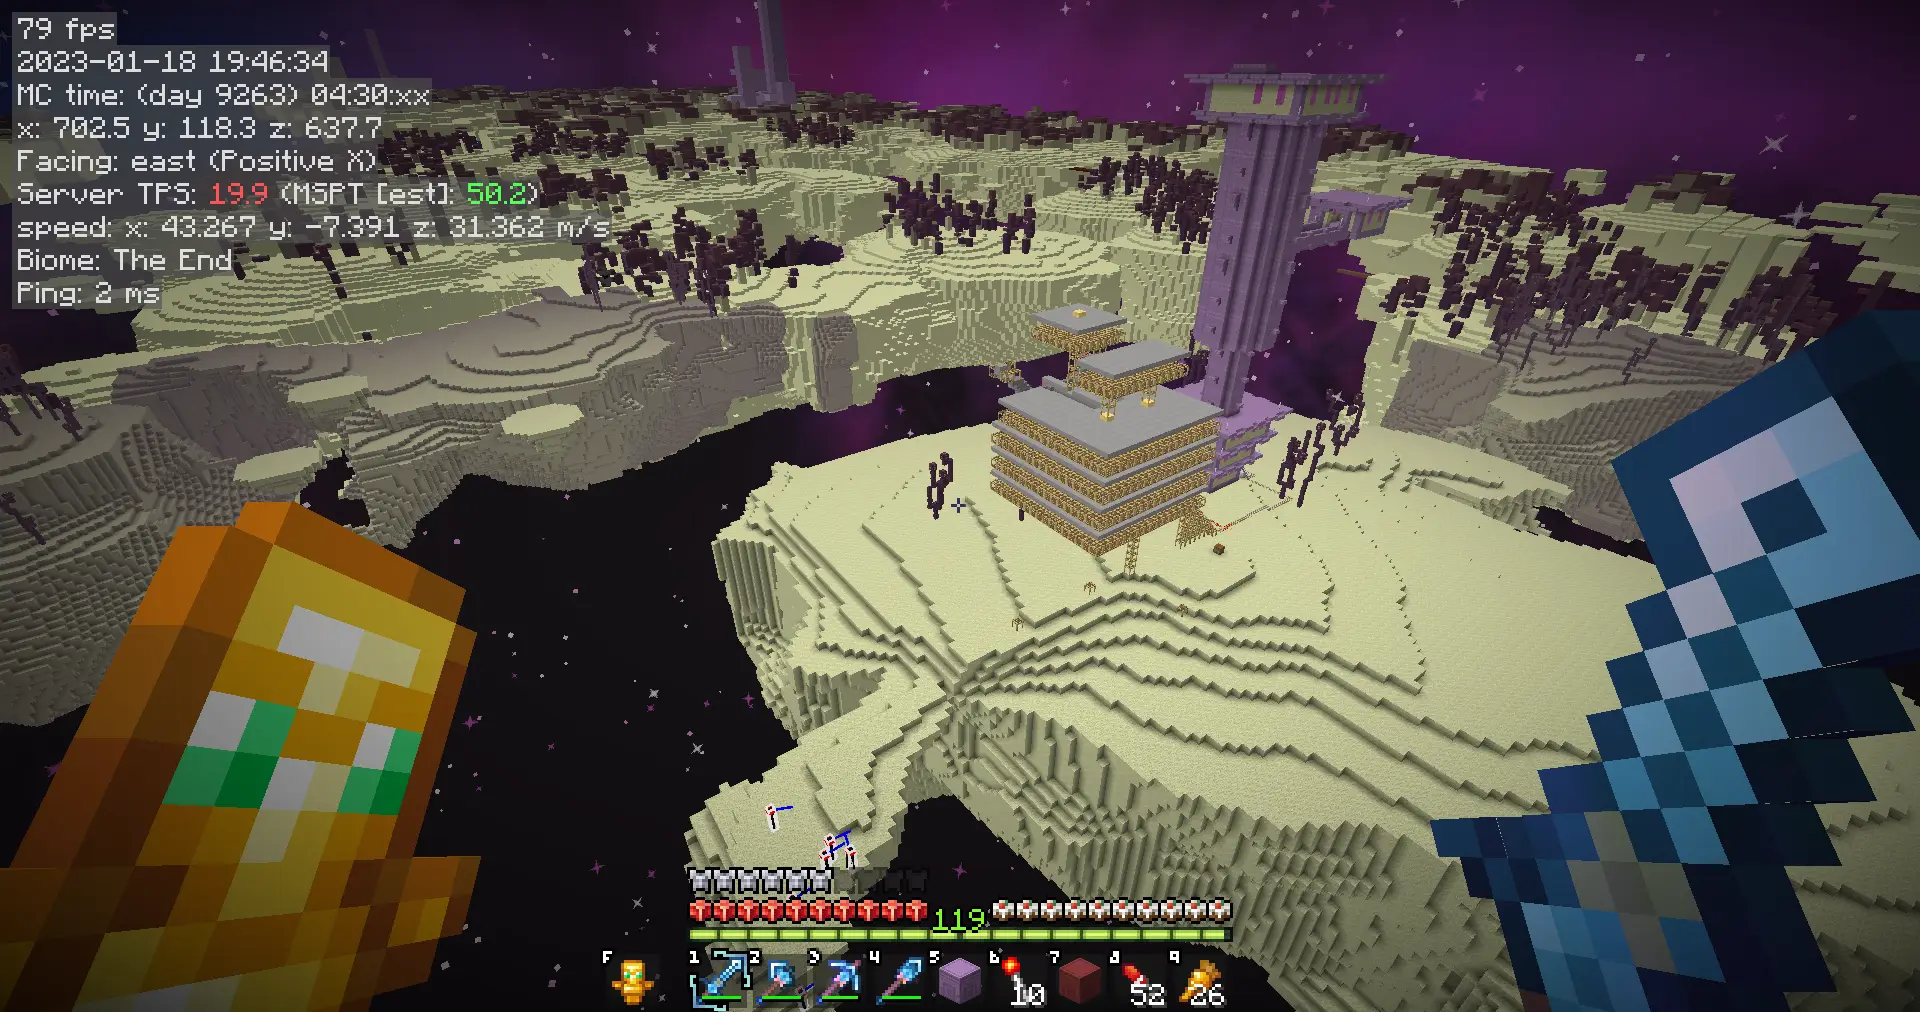 79 fps
2023-01-18 19:46:34
MC time: (day 9263) 04:30:xx
x: 702.5 y: 118.3 z: 637.7
Facing: east (Positive X)
Server TPS: 19.9 (MSPT [est]: 50.2)
speed: x: 43.267 y: -7.391 z: 31.362 m/s
Biome: The End
Ping: 2 ms
119
F 1 2 3 4 5 6 7 8 9
10 52 26